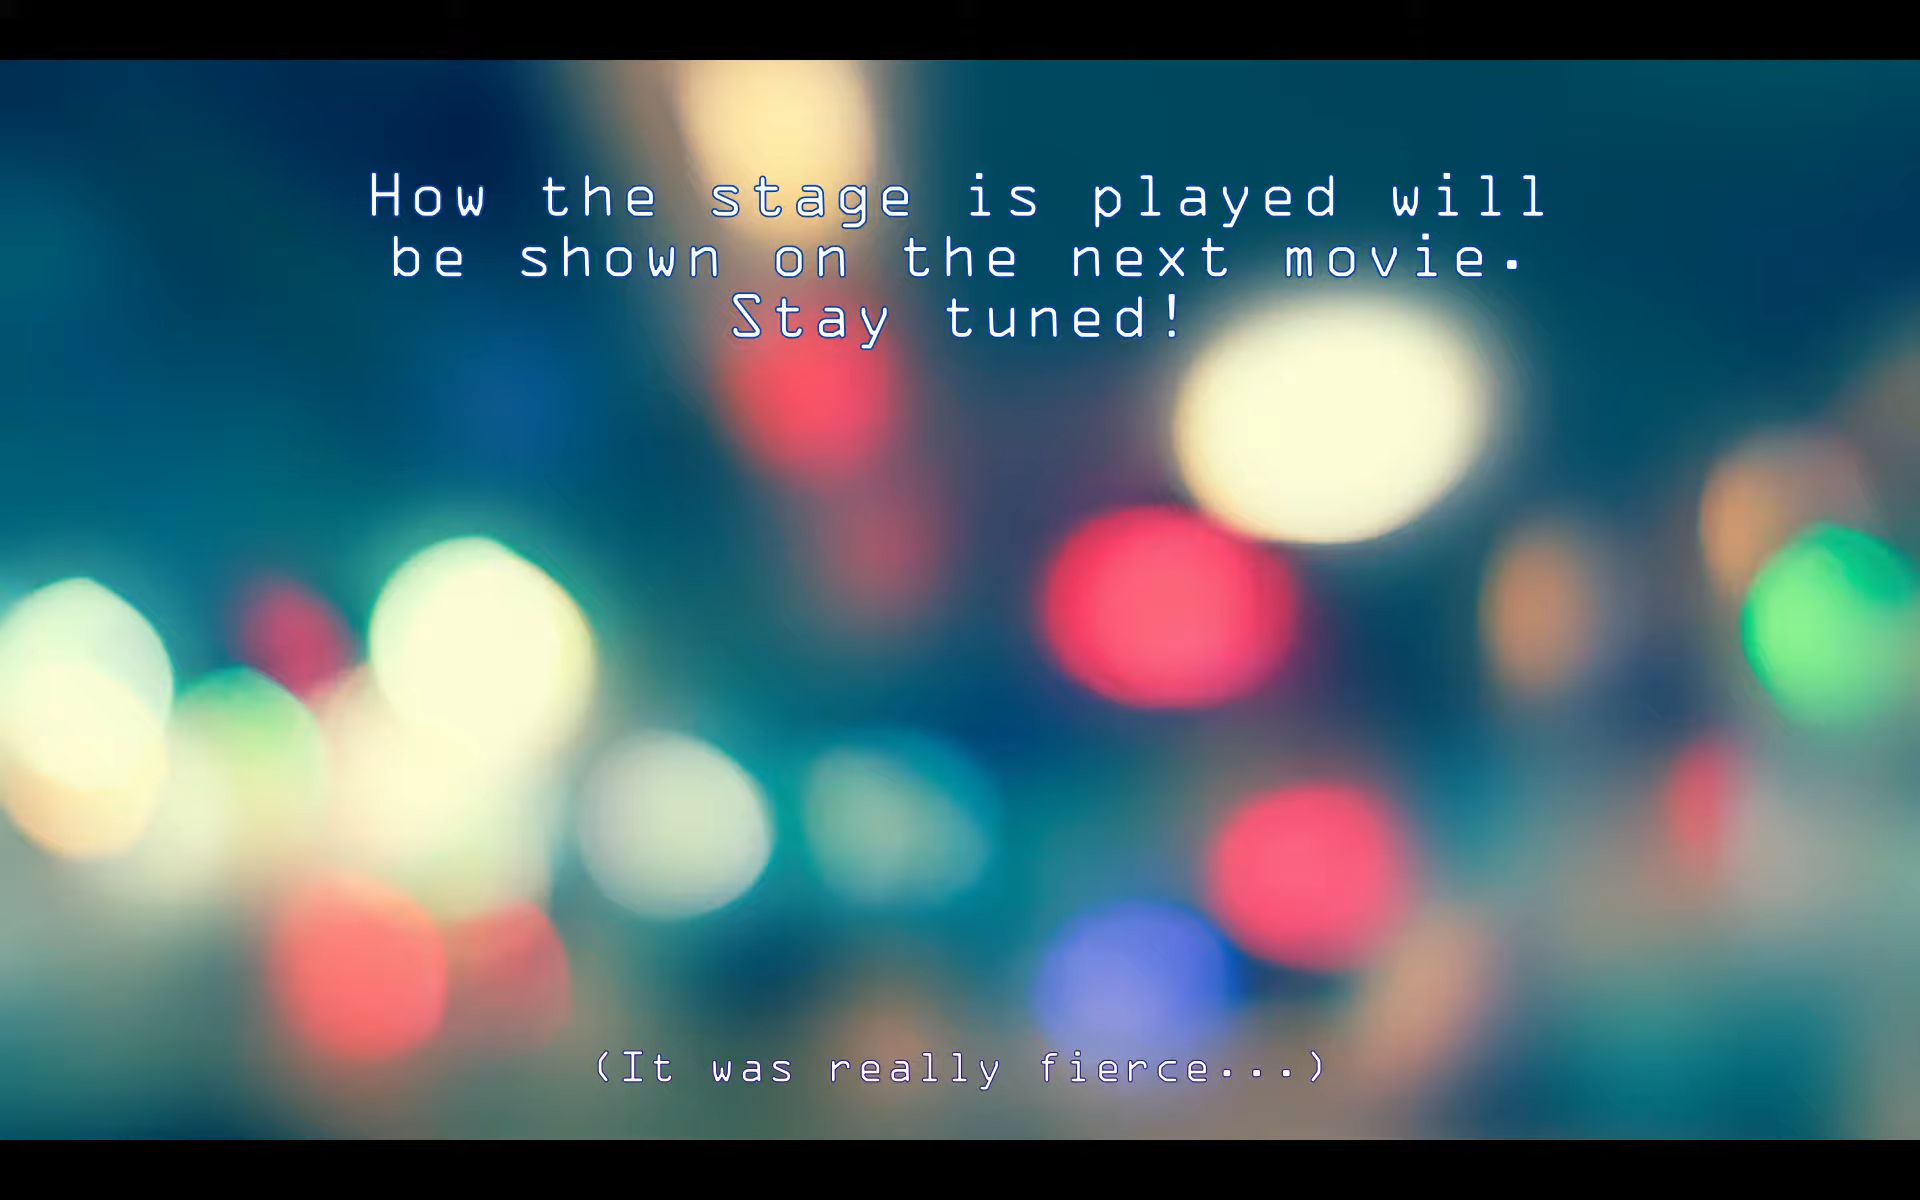 How the stage is played will
be shown on the next movie.
Stay tuned!
(It was really fierce...)